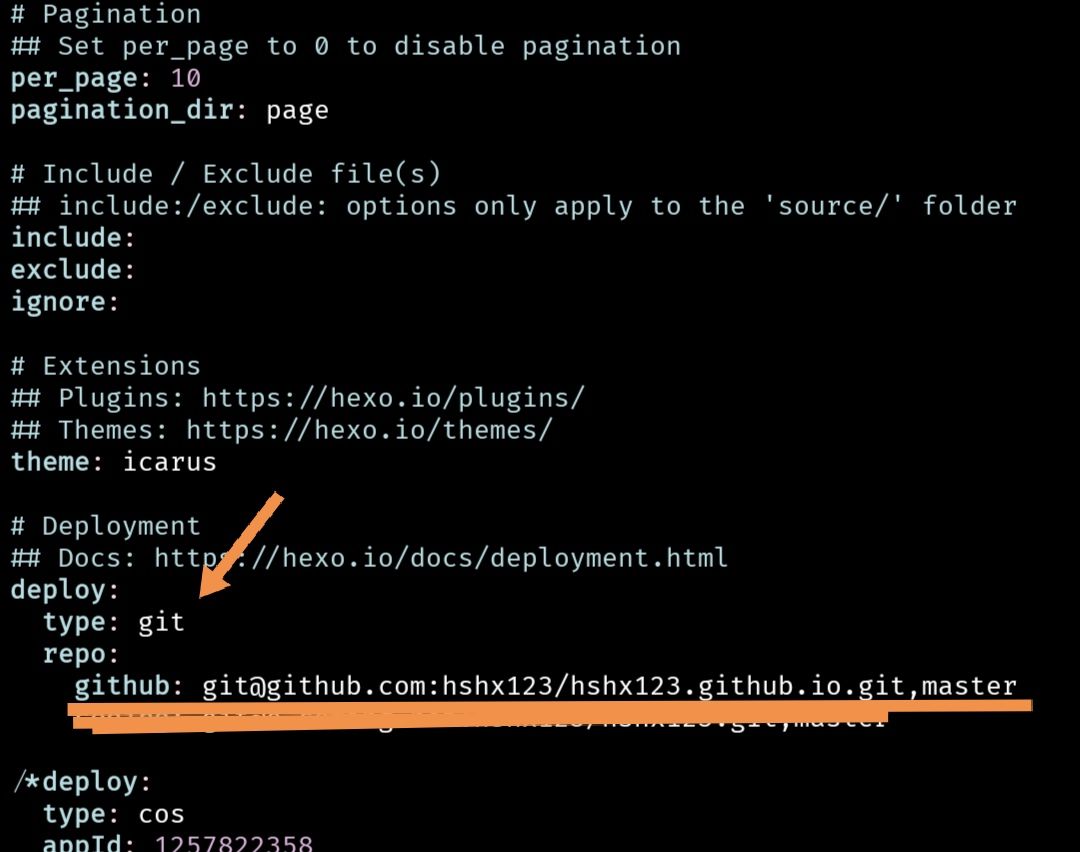 # Pagination
## Set per_page to 0 to disable pagination
per_page: 10
pagination_dir: page
# Include / Exclude file(s)
## include:/exclude: options only apply to the 'source/' folder
include:
exclude:
ignore:
# Extensions
## Plugins: https://hexo.io/plugins/
## Themes: https://hexo.io/themes/
theme: icarus
# Deployment
## Docs: https://hexo.io/docs/deployment.html
deploy:
type: git
repo:
github: git@github.com:hshx123/hshx123.github.io.git,master
/*deploy:
type: cos
appId: 1257822358